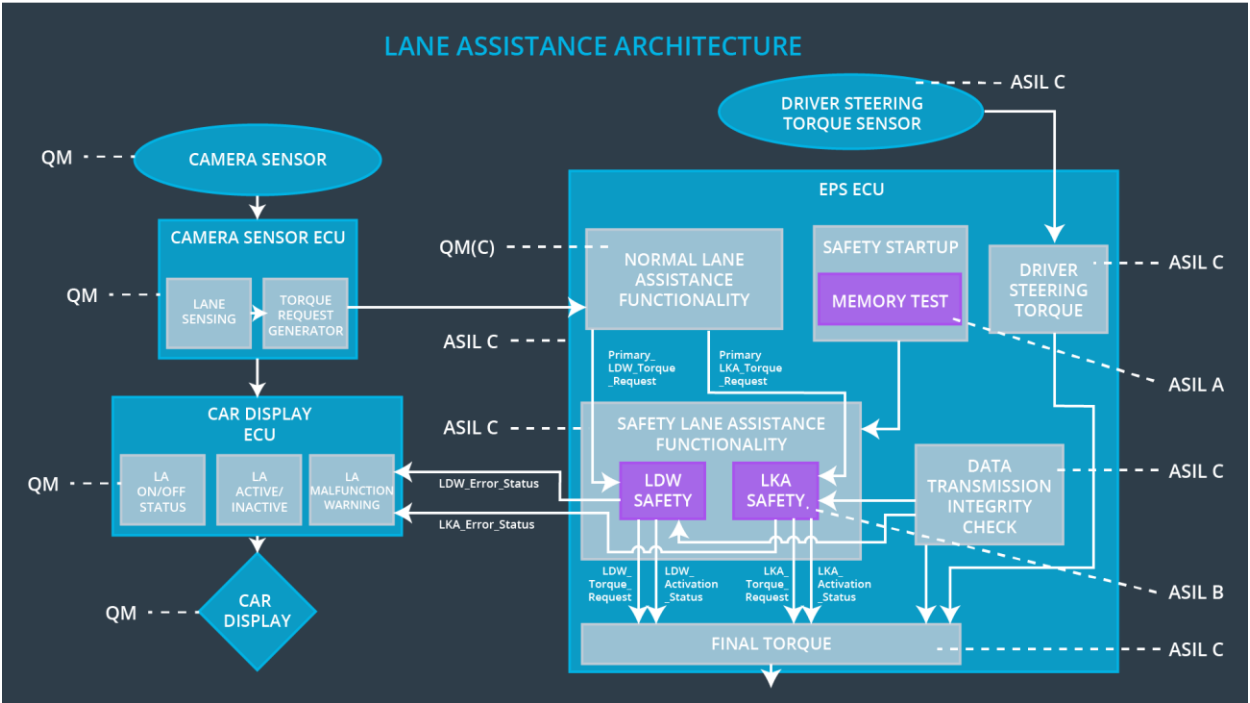 LANE ASSISTANCE ARCHITECTURE
ASIL C
DRIVER STEERING
TORQUE SENSOR
QM
CAMERA SENSOR
EPS ECU
CAMERA SENSOR ECU
QM
LANE
SENSING
TORQUE
REQUEST
GENERATOR
QM(C)
NORMAL LANE
ASSISTANCE
FUNCTIONALITY
SAFETY STARTUP
MEMORY TEST
DRIVER
STEERING
TORQUE
ASIL C
ASIL C
Primary_
LDW_Torque
_Request
Primary
LKA_Torque
_Request
ASIL A
CAR DISPLAY
ECU
QM
LA
ON/OFF
STATUS
LA
ACTIVE/
INACTIVE
LA
MALFUNCTION
WARNING
ASIL C
SAFETY LANE ASSISTANCE
FUNCTIONALITY
LDW
SAFETY
LKA
SAFETY
DATA
TRANSMISSION
INTEGRITY
CHECK
ASIL C
LDW_Error_Status
LKA_Error_Status
LDW_
Torque_
Request
LDW_
Activation
_Status
LKA_
Torque_
Request
LKA_
Activation
_Status
ASIL B
QM
CAR
DISPLAY
FINAL TORQUE
ASIL C